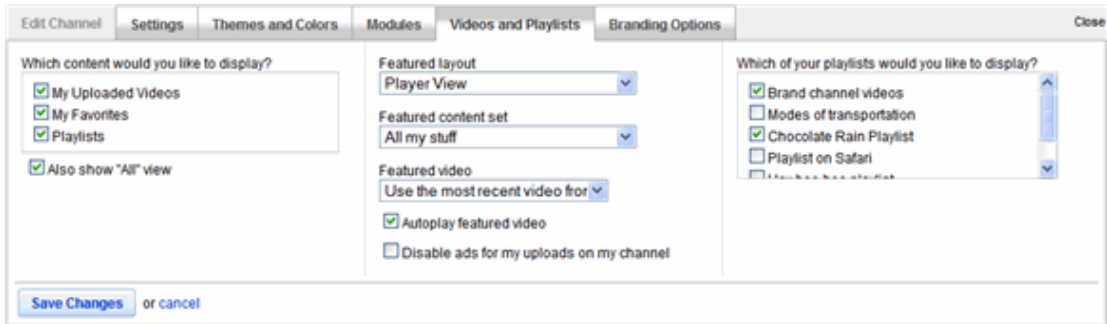 Edit Channel
Settings
Themes and Colors
Modules
Videos and Playlists
Branding Options
Close
Which content would you like to display?
My Uploaded Videos
My Favorites
Playlists
Also show "All" view
Featured layout
Player View
Featured content set
All my stuff
Featured video
Use the most recent video fror
Autoplay featured video
Disable ads for my uploads on my channel
Which of your playlists would you like to display?
Brand channel videos
Modes of transportation
Chocolate Rain Playlist
Playlist on Safari
Save Changes or cancel